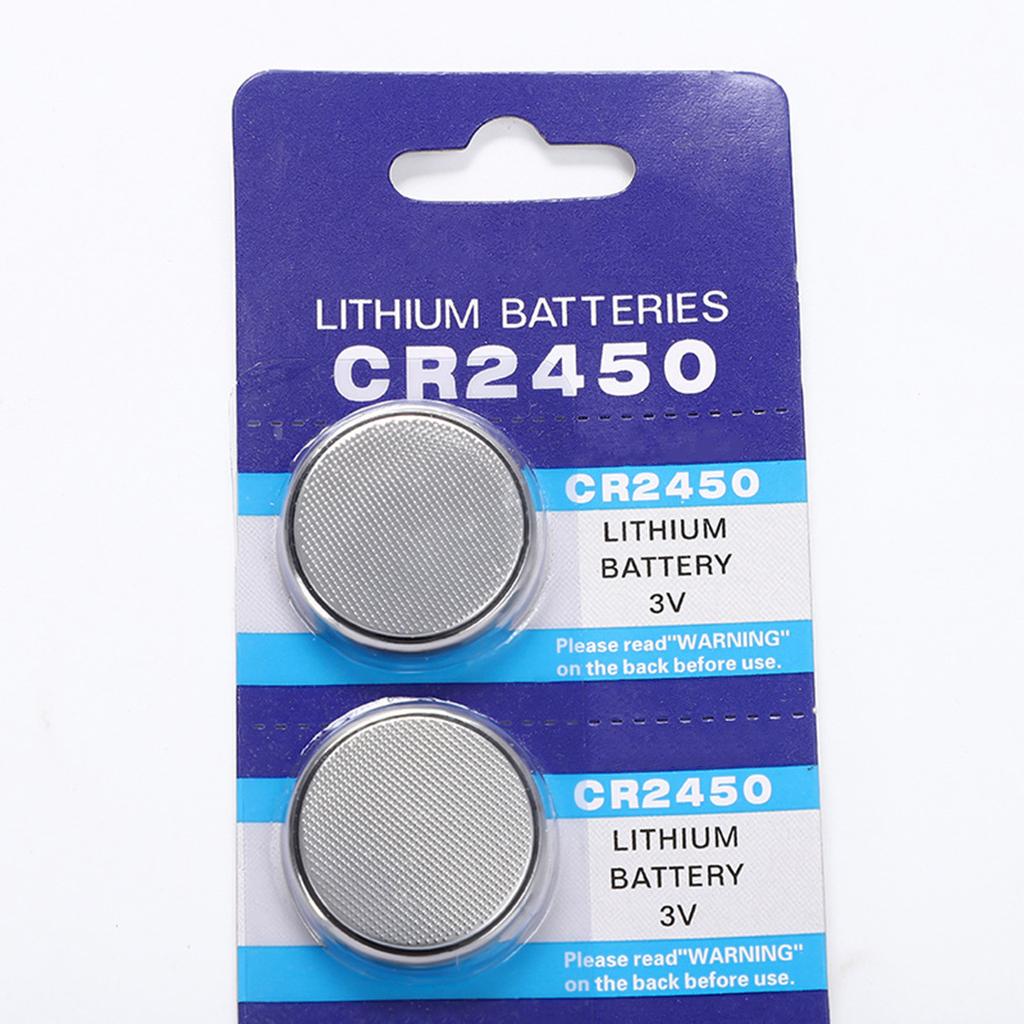 LITHIUM BATTERIES
CR2450
CR2450
LITHIUM
BATTERY
3V
Please read"WARNING"
on the back before use.
CR2450
LITHIUM
BATTERY
3V
Please read"WARNING"
on the back before use.